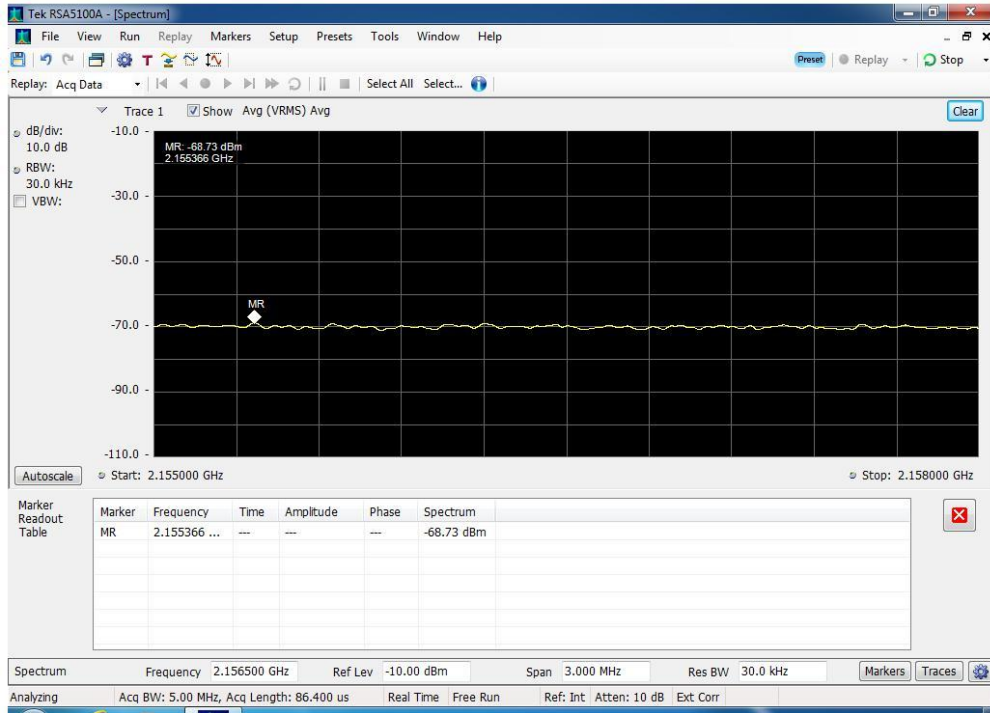 Tek RSA5100A - [Spectrum]
File View Run Replay Markers Setup Presets Tools Window Help
Preset Replay Stop
Replay: Acq Data Select All Select...
Trace 1 Show Avg (VRMS) Avg Clear
dB/div:
10.0 dB
RBW:
30.0 kHz
VBW:
-10.0
-30.0
-50.0
-70.0
-90.0
-110.0
MR: -68.73 dBm
2.155366 GHz
MR
Autoscale Start: 2.155000 GHz Stop: 2.158000 GHz
Marker
Readout
Table
Marker Frequency Time Amplitude Phase Spectrum
MR 2.155366 ... --- --- --- -68.73 dBm
Spectrum Frequency 2.156500 GHz Ref Lev -10.00 dBm Span 3.000 MHz Res BW 30.0 kHz Markers Traces
Analyzing Acq BW: 5.00 MHz, Acq Length: 86.400 us Real Time Free Run Ref: Int Atten: 10 dB Ext Corr